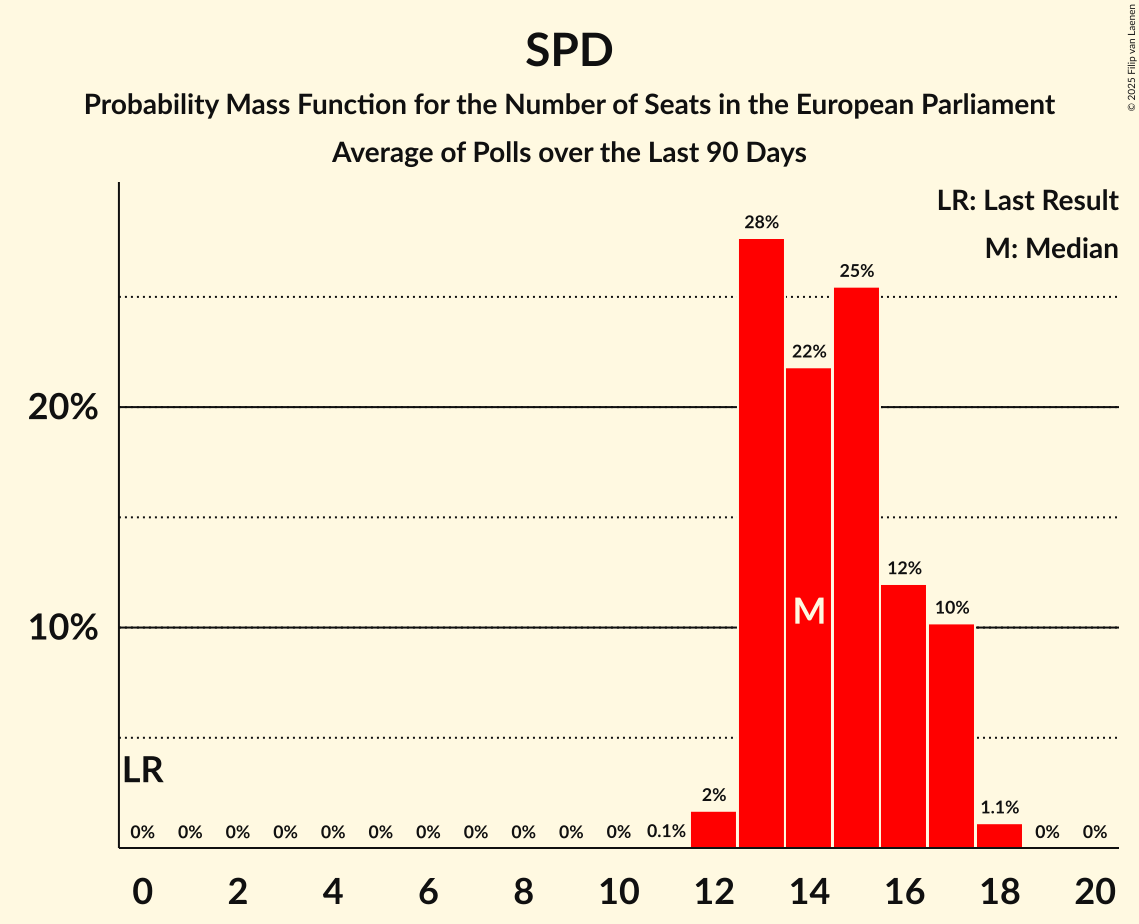 © 2025 Filip van Laenen
SPD
Probability Mass Function for the Number of Seats in the European Parliament
Average of Polls over the Last 90 Days
LR: Last Result
M: Median
28%
25%
22%
20%
12%
M
10%
10%
LR
2%
1.1%
0% 0% 0% 0% 0% 0% 0% 0% 0% 0% 0% 0.1% 0% 0%
0 2 4 6 8 10 12 14 16 18 20